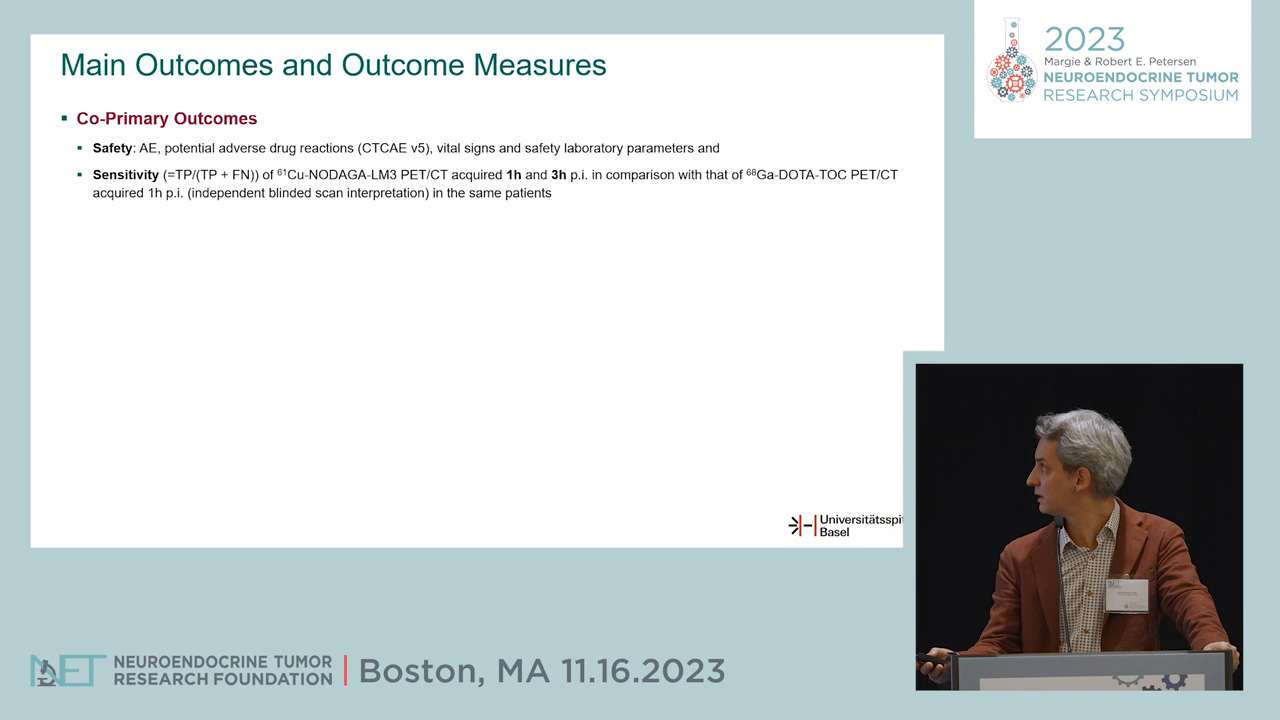 Main Outcomes and Outcome Measures
▪ Co-Primary Outcomes
▪ Safety: AE, potential adverse drug reactions (CTCAE v5), vital signs and safety laboratory parameters and
▪ Sensitivity (=TP/(TP + FN)) of ⁶¹Cu-NODAGA-LM3 PET/CT acquired 1h and 3h p.i. in comparison with that of ⁶⁸Ga-DOTA-TOC PET/CT
acquired 1h p.i. (independent blinded scan interpretation) in the same patients
Universitätsspi
Basel
2023
Margie & Robert E. Petersen
NEUROENDOCRINE TUMOR
RESEARCH SYMPOSIUM
NET
NEUROENDOCRINE TUMOR
RESEARCH FOUNDATION
Boston, MA 11.16.2023